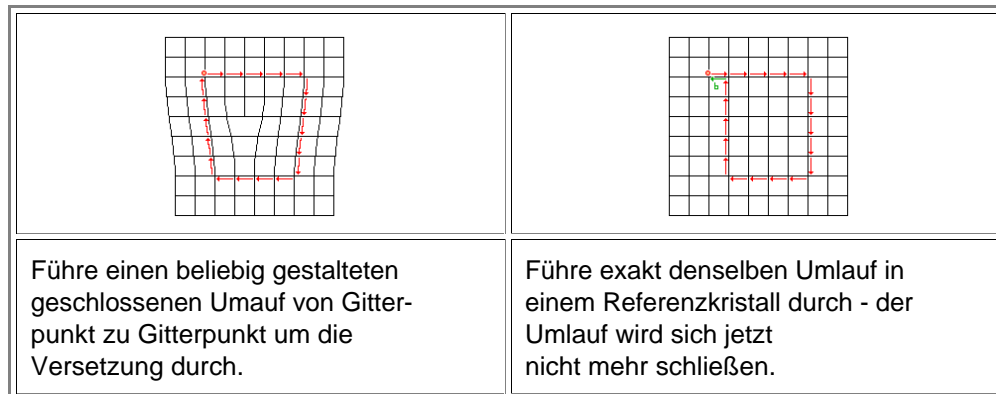 b
Führe einen beliebig gestalteten
geschlossenen Umauf von Gitter-
punkt zu Gitterpunkt um die
Versetzung durch.
Führe exakt denselben Umlauf in
einem Referenzkristall durch - der
Umlauf wird sich jetzt
nicht mehr schließen.